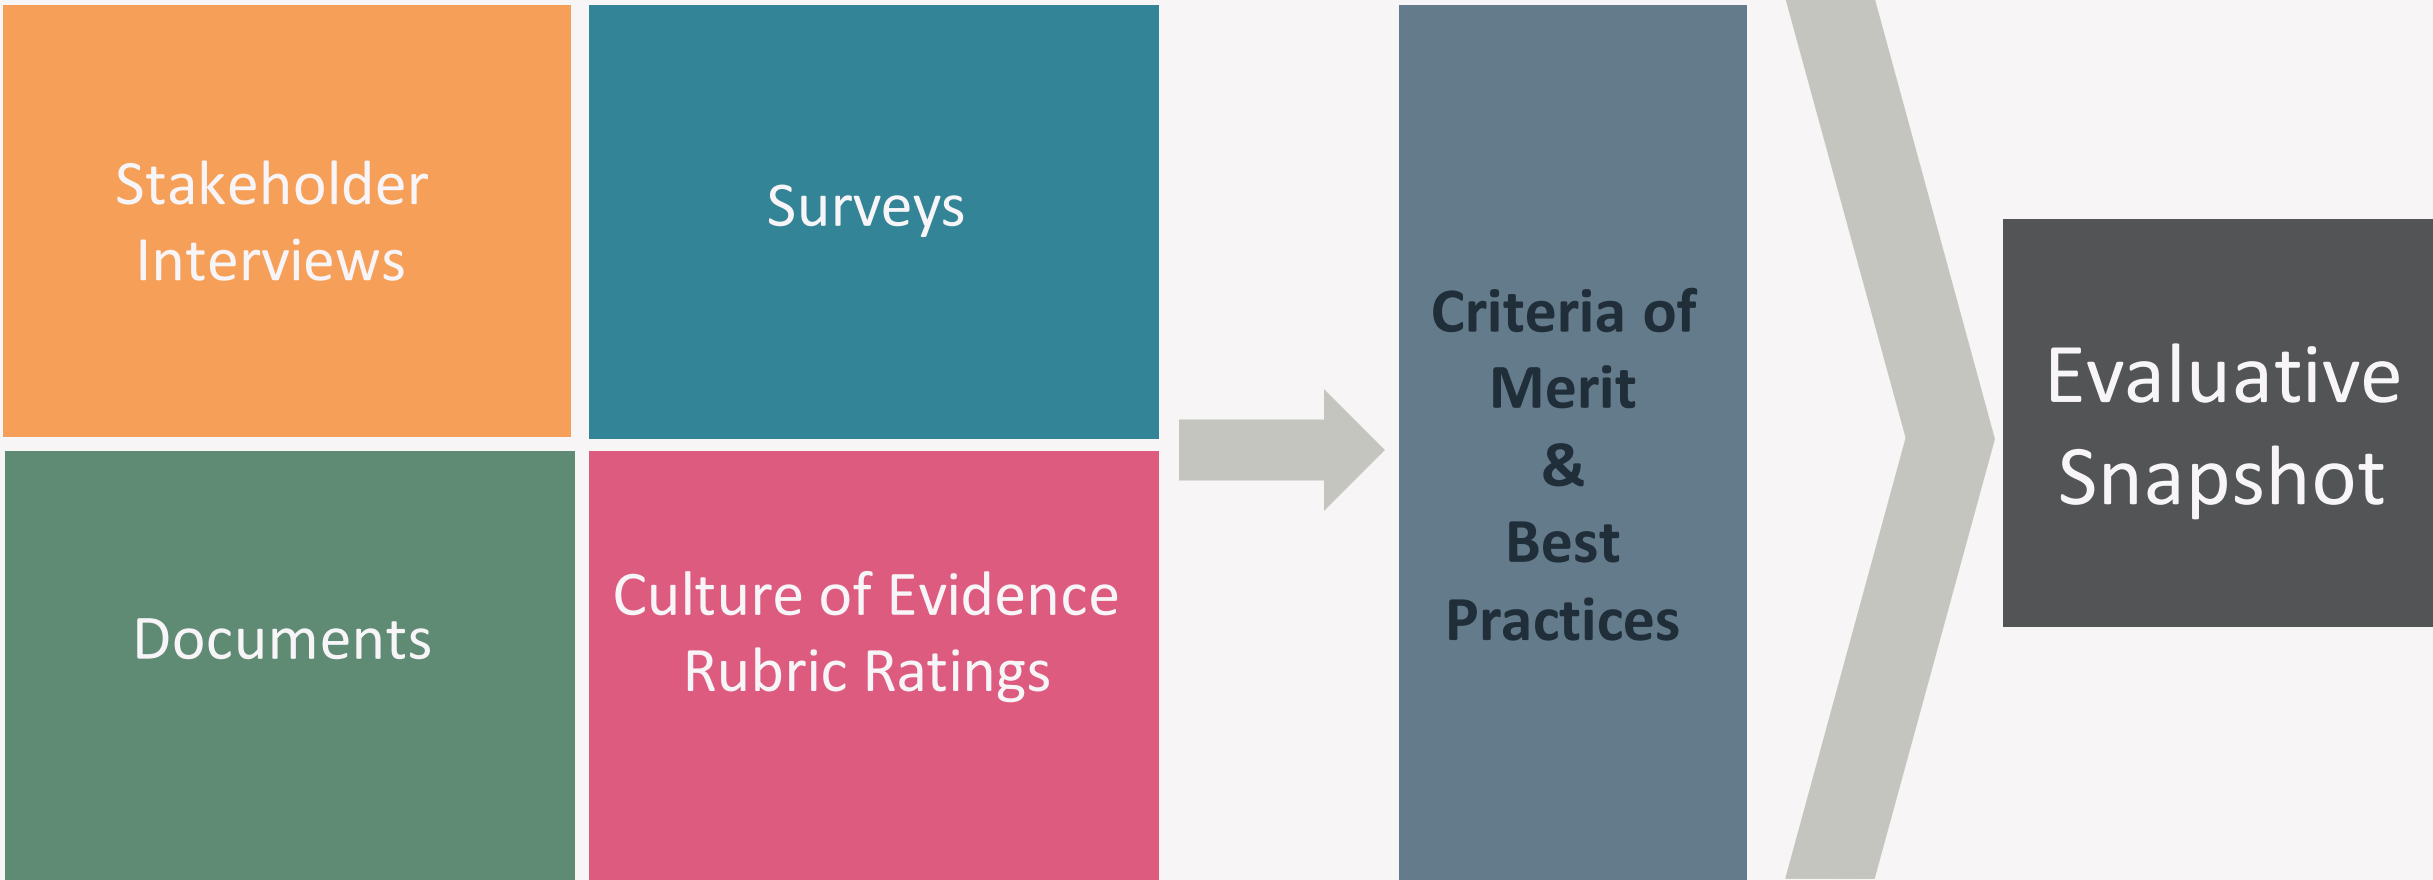 Stakeholder
Interviews
Surveys
Documents
Culture of Evidence
Rubric Ratings
Criteria of
Merit
&
Best
Practices
Evaluative
Snapshot